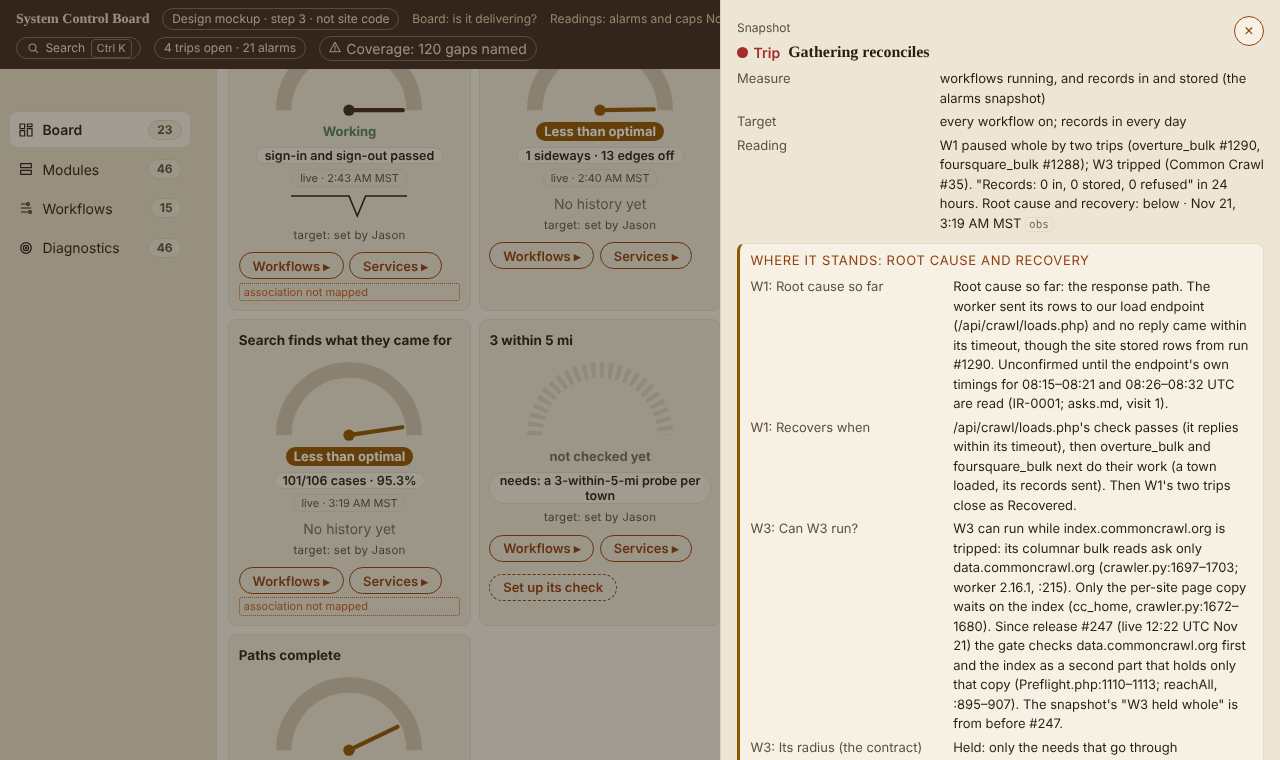 System Control Board
Design mockup · step 3 · not site code
Board: is it delivering?
Readings: alarms and caps No
Search Ctrl K
4 trips open · 21 alarms
Coverage: 120 gaps named
Board 23
Modules 46
Workflows 15
Diagnostics 46
Working
sign-in and sign-out passed
live · 2:43 AM MST
target: set by Jason
Workflows ▸ Services ▸
association not mapped
Less than optimal
1 sideways · 13 edges off
live · 2:40 AM MST
No history yet
target: set by Jason
Workflows ▸ Services ▸
Search finds what they came for
Less than optimal
101/106 cases · 95.3%
live · 3:19 AM MST
No history yet
target: set by Jason
Workflows ▸ Services ▸
association not mapped
3 within 5 mi
not checked yet
needs: a 3-within-5-mi probe per
town
target: set by Jason
Workflows ▸ Services ▸
Set up its check
Paths complete
Snapshot
Trip Gathering reconciles
Measure
workflows running, and records in and stored (the
alarms snapshot)
Target
every workflow on; records in every day
Reading
W1 paused whole by two trips (overture_bulk #1290,
foursquare_bulk #1288); W3 tripped (Common Crawl
#35). "Records: 0 in, 0 stored, 0 refused" in 24
hours. Root cause and recovery: below · Nov 21,
3:19 AM MST obs
WHERE IT STANDS: ROOT CAUSE AND RECOVERY
W1: Root cause so far
Root cause so far: the response path. The
worker sent its rows to our load endpoint
(/api/crawl/loads.php) and no reply came within
its timeout, though the site stored rows from run
#1290. Unconfirmed until the endpoint's own
timings for 08:15–08:21 and 08:26–08:32 UTC
are read (IR-0001; asks.md, visit 1).
W1: Recovers when
/api/crawl/loads.php's check passes (it replies
within its timeout), then overture_bulk and
foursquare_bulk next do their work (a town
loaded, its records sent). Then W1's two trips
close as Recovered.
W3: Can W3 run?
W3 can run while index.commoncrawl.org is
tripped: its columnar bulk reads ask only
data.commoncrawl.org (crawler.py:1697–1703;
worker 2.16.1, :215). Only the per-site page copy
waits on the index (cc_home, crawler.py:1672–
1680). Since release #247 (live 12:22 UTC Nov
21) the gate checks data.commoncrawl.org first
and the index as a second part that holds only
that copy (Preflight.php:1110–1113; reachAll,
:895–907). The snapshot's "W3 held whole" is
from before #247.
W3: Its radius (the contract)
Held: only the needs that go through